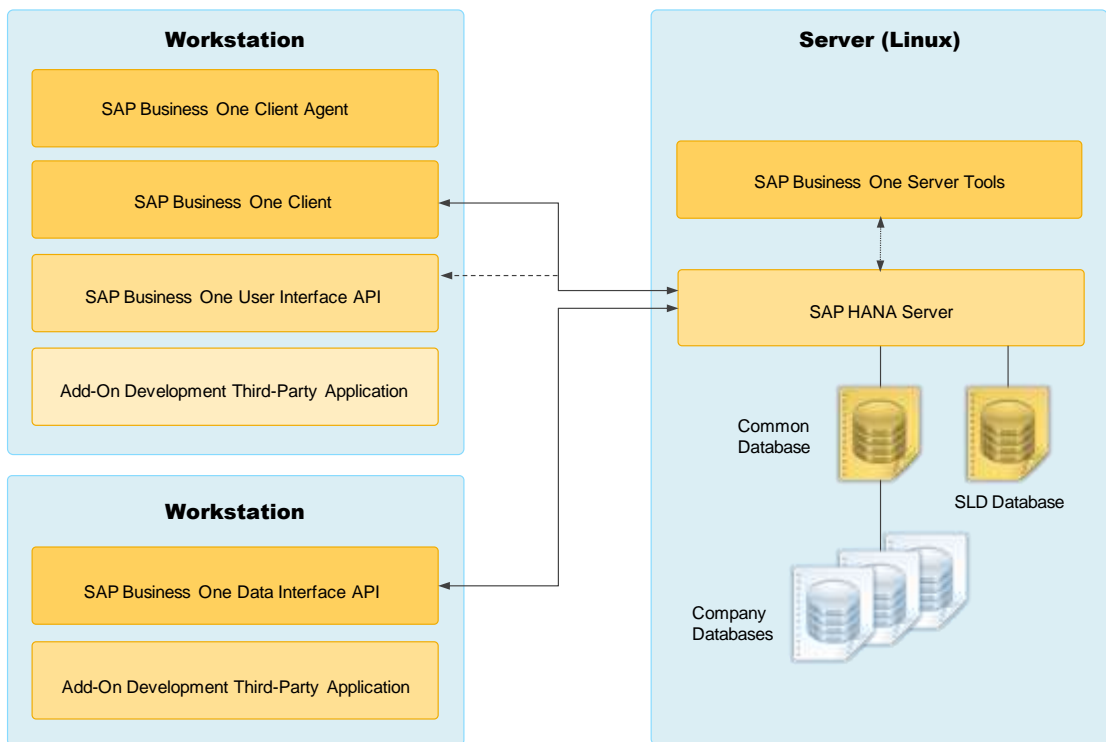 Workstation
SAP Business One Client Agent
SAP Business One Client
SAP Business One User Interface API
Add-On Development Third-Party Application
Workstation
SAP Business One Data Interface API
Add-On Development Third-Party Application
Server (Linux)
SAP Business One Server Tools
SAP HANA Server
Common
Database
SLD Database
Company
Databases